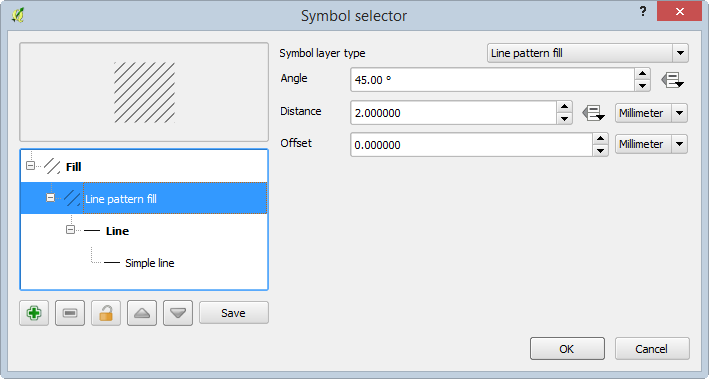 Symbol selector
?
Symbol layer type
Line pattern fill
Angle
45.00 °
Distance
2.000000
Millimeter
Offset
0.000000
Millimeter
Fill
Line pattern fill
Line
Simple line
Save
OK
Cancel